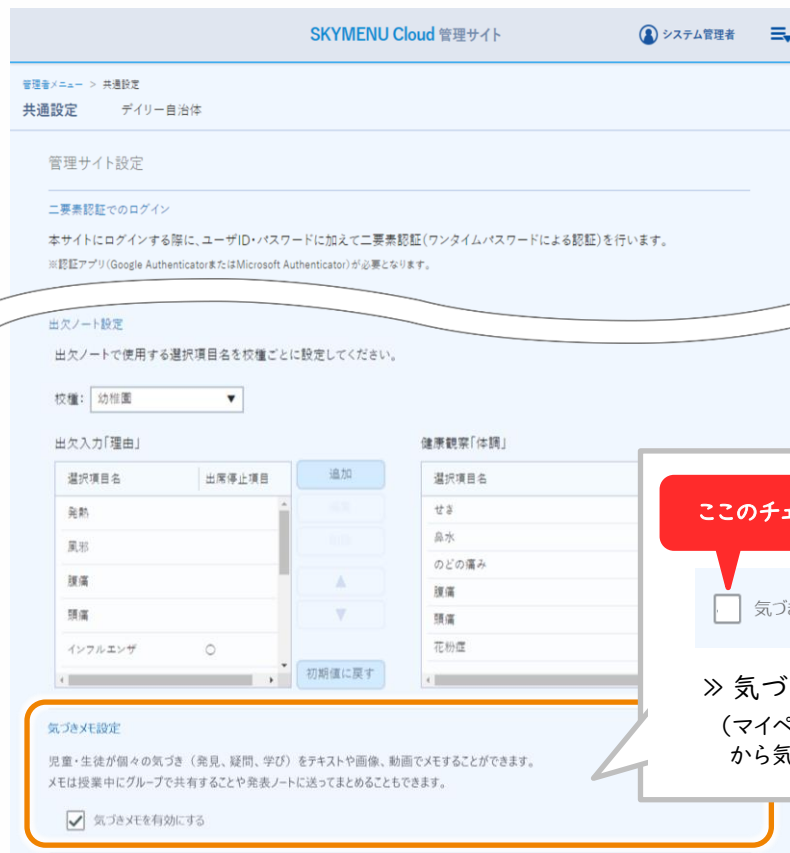 SKYMENU Cloud 管理サイト
システム管理者
管理者メニュー > 共通設定
共通設定 デイリー自治体
管理サイト設定
二要素認証でのログイン
本サイトにログインする際に、ユーザID・パスワードに加えて二要素認証(ワンタイムパスワードによる認証)を行います。
※認証アプリ(Google AuthenticatorまたはMicrosoft Authenticator)が必要となります。
出欠ノート設定
出欠ノートで使用する選択項目名を校種ごとに設定してください。
校種: 幼稚園 ▼
出欠入力「理由」
選択項目名 出席停止項目
発熱
風邪
腹痛
頭痛
インフルエンザ ○
追加
▲
▼
初期値に戻す
健康観察「体調」
選択項目名
せき
鼻水
のどの痛み
腹痛
頭痛
花粉症
ここのチェ
気づき
≫ 気づ
(マイペ
から気
気づきメモ設定
児童・生徒が個々の気づき（発見、疑問、学び）をテキストや画像、動画でメモすることができます。
メモは授業中にグループで共有することや発表ノートに送ってまとめることもできます。
気づきメモを有効にする